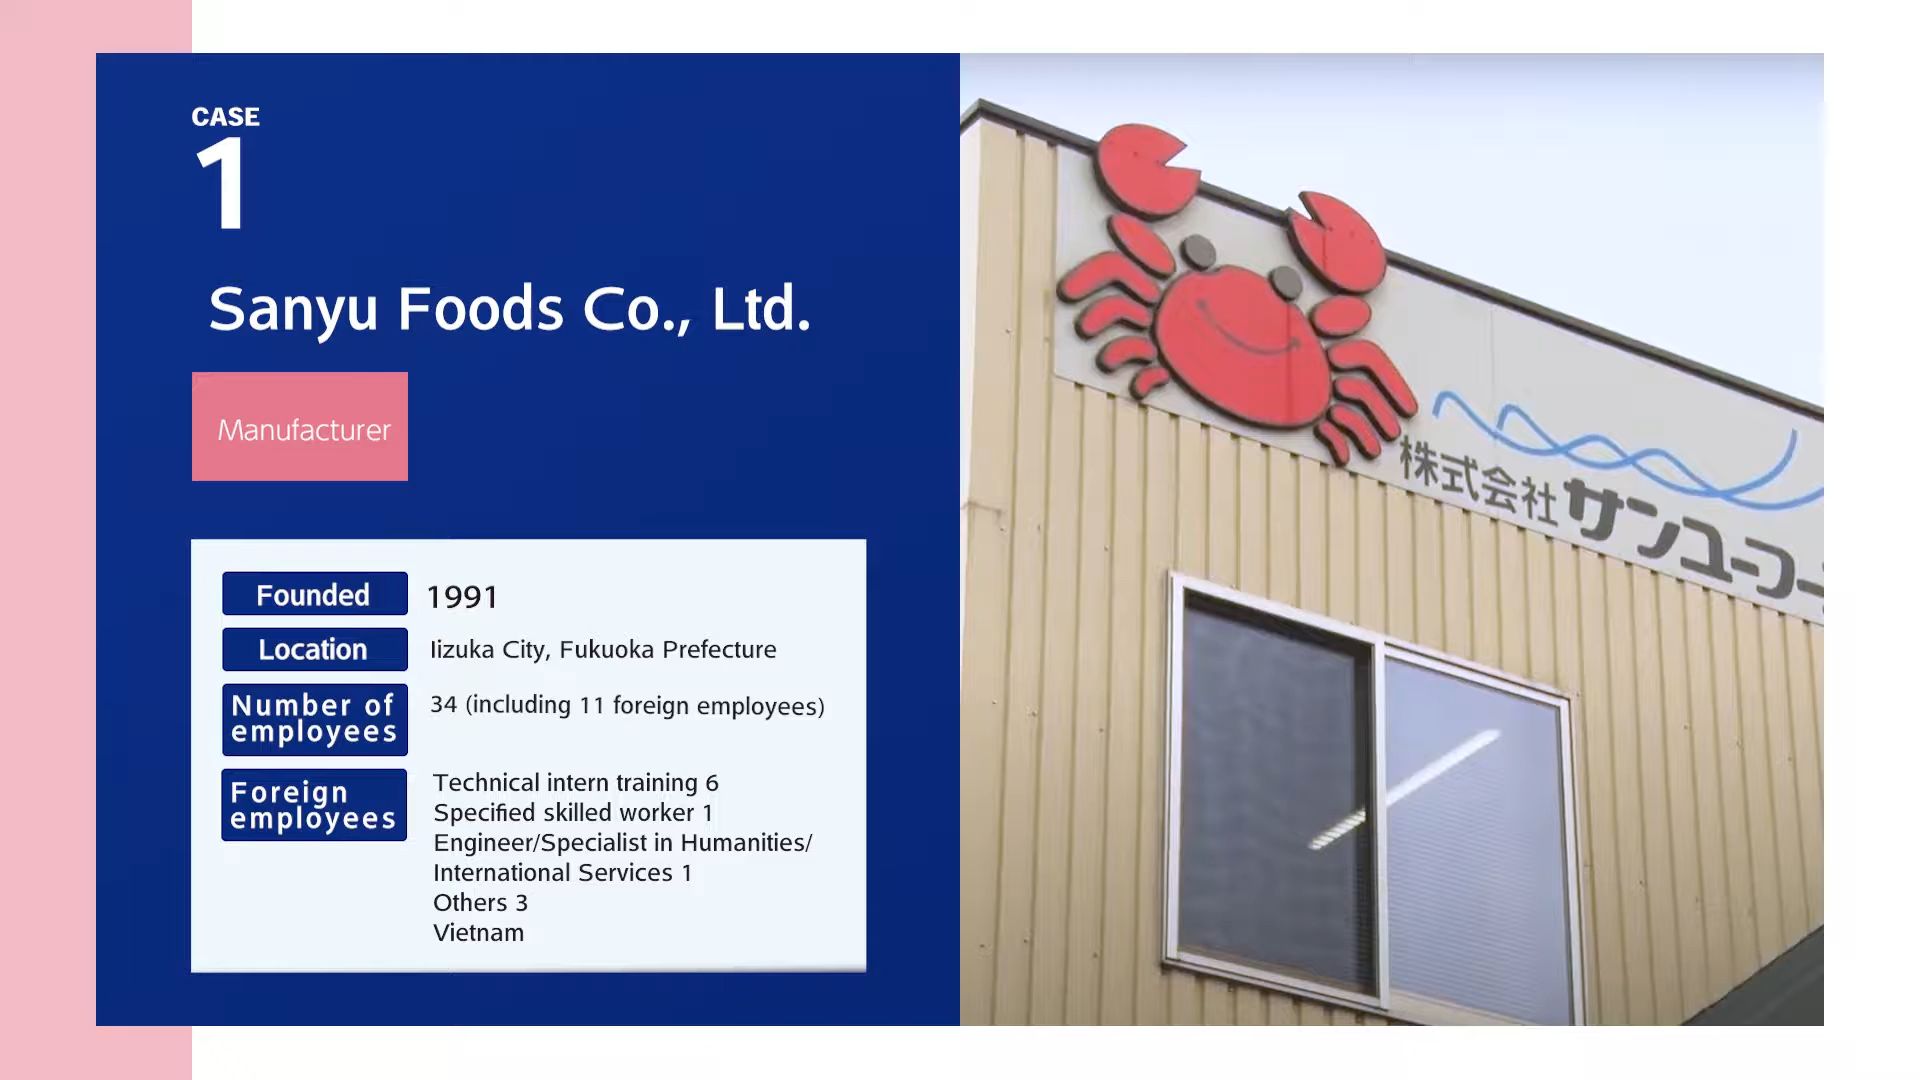 CASE
1
Sanyu Foods Co., Ltd.
Manufacturer
Founded
1991
Location
Iizuka City, Fukuoka Prefecture
Number of
employees
34 (including 11 foreign employees)
Foreign
employees
Technical intern training 6
Specified skilled worker 1
Engineer/Specialist in Humanities/
International Services 1
Others 3
Vietnam
株式会社サンユーフー